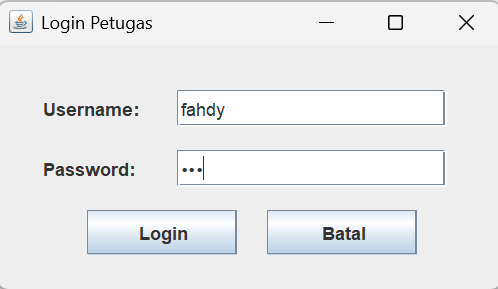 Login Petugas
Username: fahdy
Password: •••
Login Batal